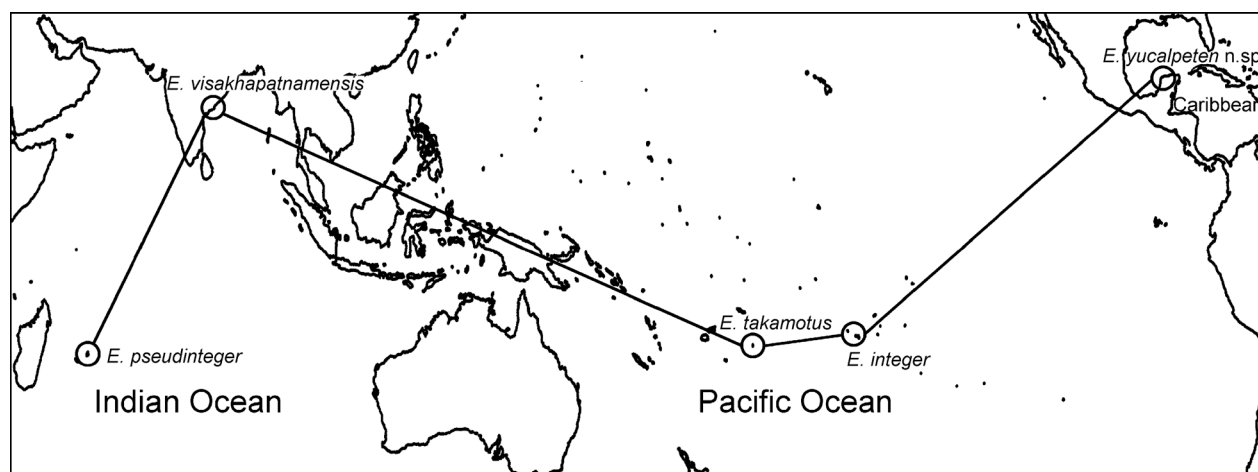 E. yucalpeten n.sp
E. visakhapatnamensis
Caribbean
E. takamotus
E. pseudinteger
E. integer
Indian Ocean
Pacific Ocean